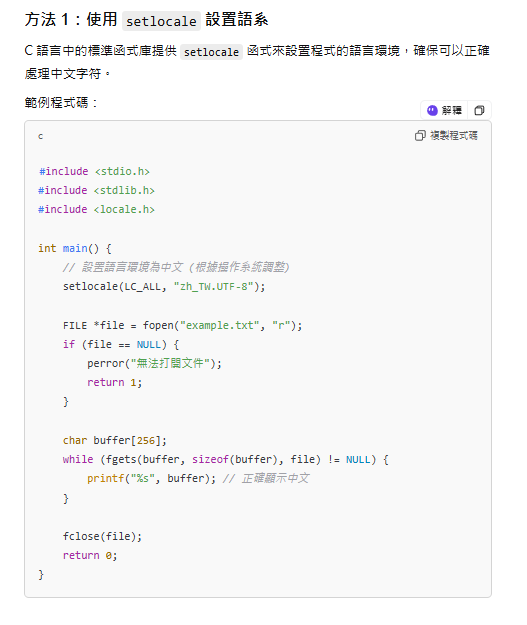 方法 1：使用 setlocale 設置語系
C 語言中的標準函式庫提供 setlocale 函式來設置程式的語言環境，確保可以正確
處理中文字符。
範例程式碼：
解釋
c
複製程式碼
#include <stdio.h>
#include <stdlib.h>
#include <locale.h>
int main() {
    // 設置語言環境為中文 (根據操作系統調整)
    setlocale(LC_ALL, "zh_TW.UTF-8");
    FILE *file = fopen("example.txt", "r");
    if (file == NULL) {
        perror("無法打開文件");
        return 1;
    }
    char buffer[256];
    while (fgets(buffer, sizeof(buffer), file) != NULL) {
        printf("%s", buffer); // 正確顯示中文
    }
    fclose(file);
    return 0;
}